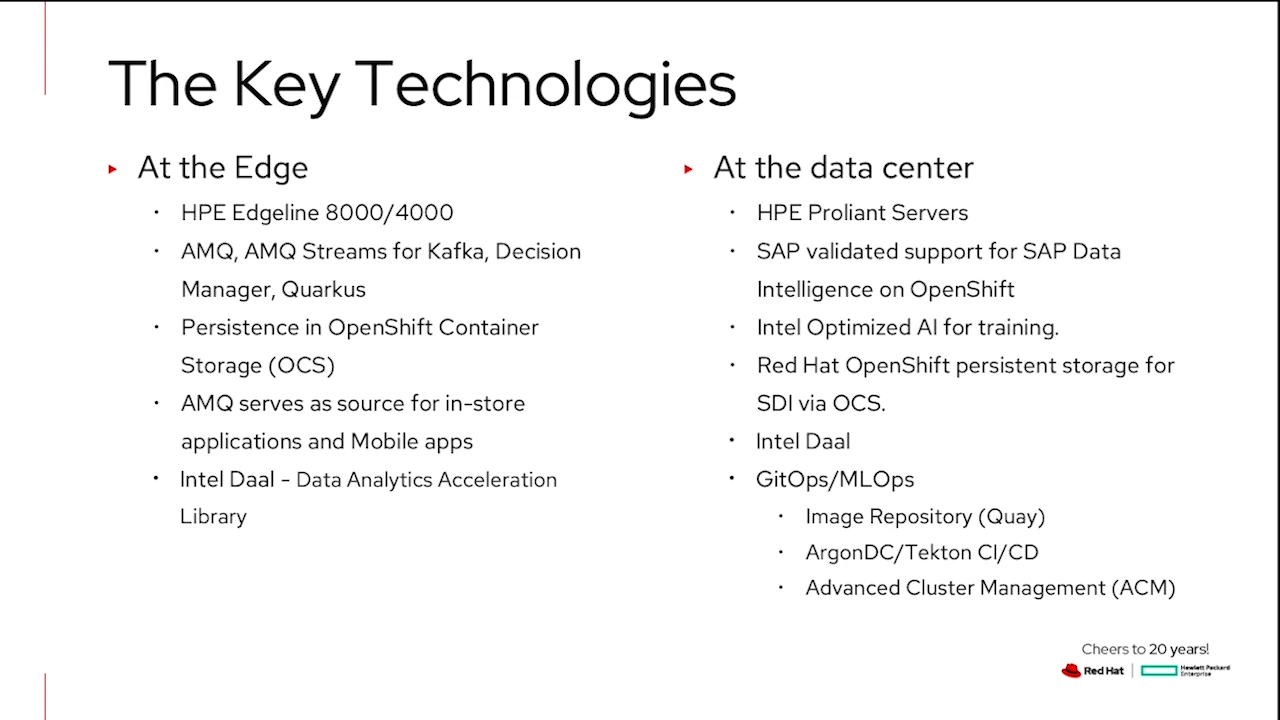 The Key Technologies
▸ At the Edge
· HPE Edgeline 8000/4000
· AMQ, AMQ Streams for Kafka, Decision
Manager, Quarkus
· Persistence in OpenShift Container
Storage (OCS)
· AMQ serves as source for in-store
applications and Mobile apps
· Intel Daal - Data Analytics Acceleration
Library
▸ At the data center
· HPE Proliant Servers
· SAP validated support for SAP Data
Intelligence on OpenShift
· Intel Optimized AI for training.
· Red Hat OpenShift persistent storage for
SDI via OCS.
· Intel Daal
· GitOps/MLOps
· Image Repository (Quay)
· ArgonDC/Tekton CI/CD
· Advanced Cluster Management (ACM)
Cheers to 20 years!
Red Hat
Hewlett Packard
Enterprise